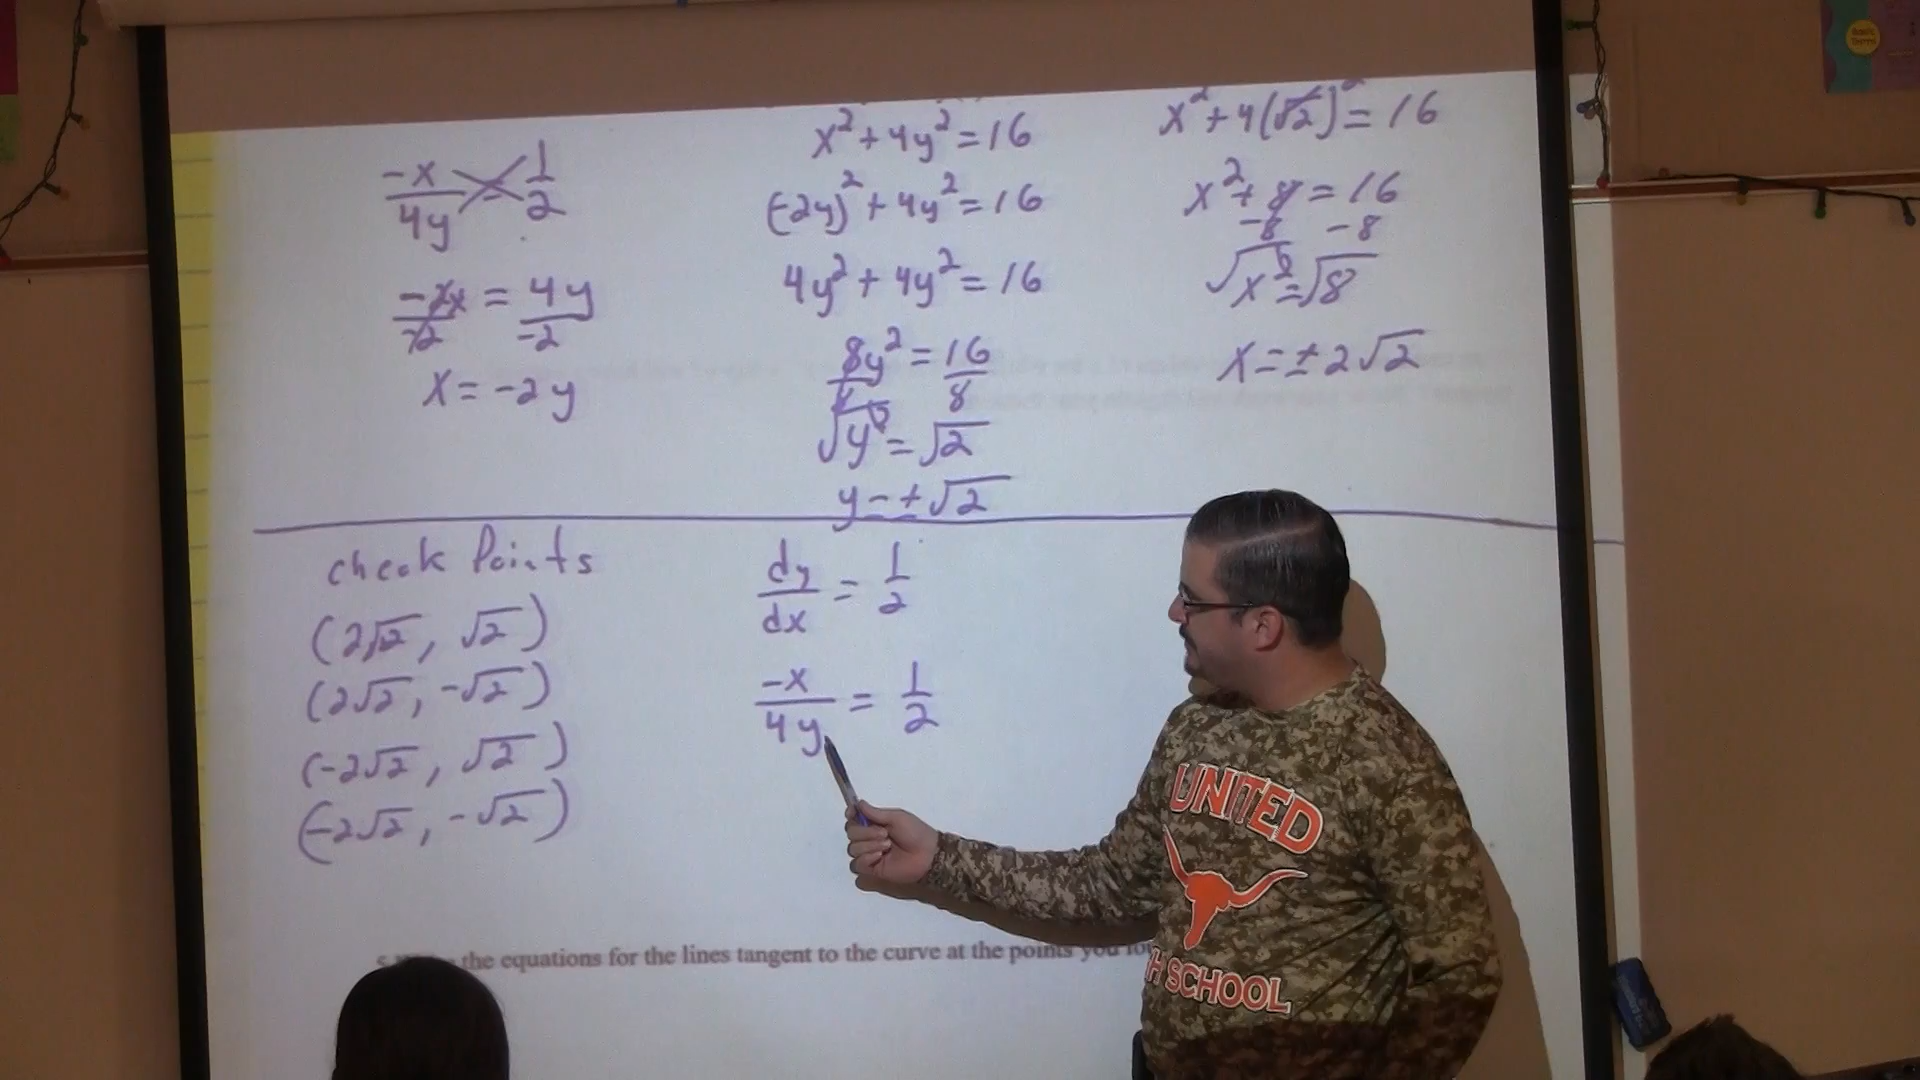 -x/4y = 1/2
-2x/-2 = 4y/-2
x = -2y
x² + 4y² = 16
(-2y)² + 4y² = 16
4y² + 4y² = 16
8y²/8 = 16/8
√y² = √2
y = ±√2
x² + 4(√2)² = 16
x² + 8 = 16
-8 -8
√x² = √8
x = ±2√2
check Points
(2√2, √2)
(2√2, -√2)
(-2√2, √2)
(-2√2, -√2)
dy/dx = 1/2
-x/4y = 1/2
the equations for the lines tangent to the curve at the points you
UNITED
H SCHOOL